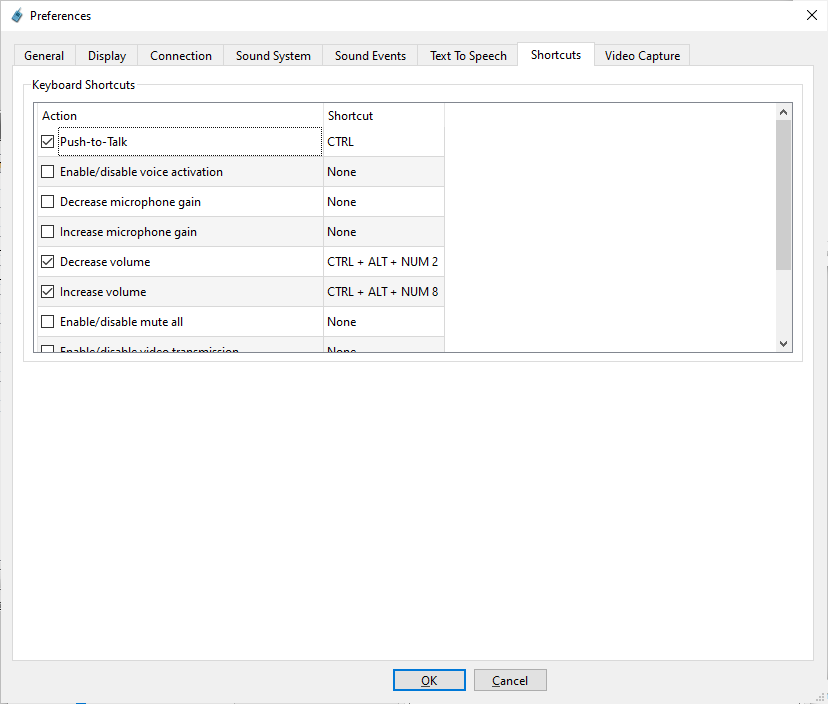 Preferences
General Display Connection Sound System Sound Events Text To Speech Shortcuts Video Capture
Keyboard Shortcuts
Action Shortcut
Push-to-Talk CTRL
Enable/disable voice activation None
Decrease microphone gain None
Increase microphone gain None
Decrease volume CTRL + ALT + NUM 2
Increase volume CTRL + ALT + NUM 8
Enable/disable mute all None
Enable/disable video transmission None
OK Cancel